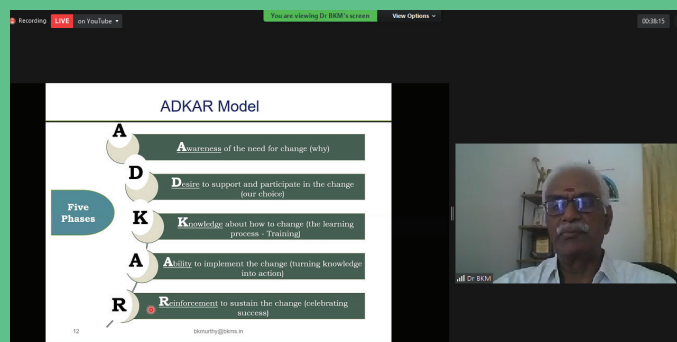 Recording LIVE on YouTube You are viewing Dr BKM's screen View Options 00:38:15
ADKAR Model
A
Awareness of the need for change (why)
D
Desire to support and participate in the change
(our choice)
Five
Phases
K
Knowledge about how to change (the learning
process - Training)
A
Ability to implement the change (turning knowledge
into action)
R
Reinforcement to sustain the change (celebrating
success)
12 bkmurthy@bkms.in
Dr BKM